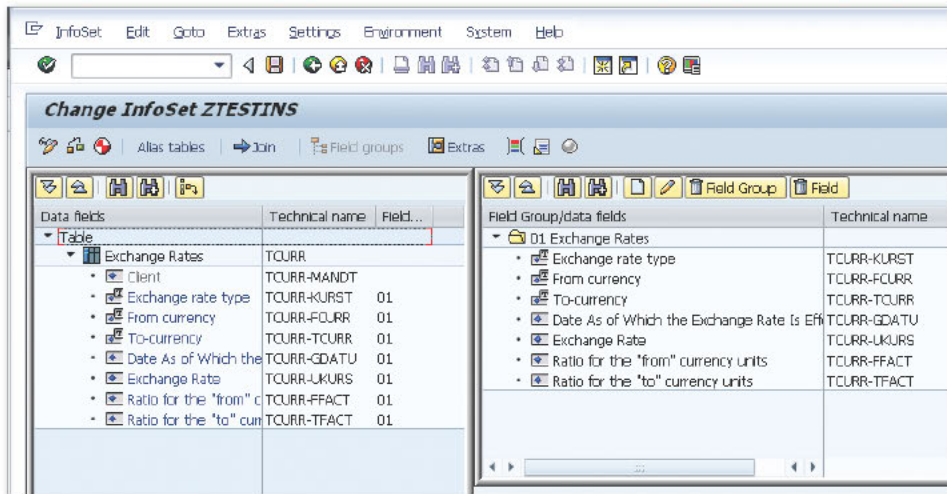 InfoSet Edit Goto Extras Settings Environment System Help
Change InfoSet ZTESTINS
Alias tables Join Field groups Extras
Field Group Field
Data fields Technical name Field...
Table
Exchange Rates TCURR
Client TCURR-MANDT
Exchange rate type TCURR-KURST 01
From currency TCURR-FCURR 01
To-currency TCURR-TCURR 01
Date As of Which the TCURR-GDATU 01
Exchange Rate TCURR-UKURS 01
Ratio for the "from" c TCURR-FFACT 01
Ratio for the "to" curr TCURR-TFACT 01
Field Group/data fields Technical name
01 Exchange Rates
Exchange rate type TCURR-KURST
From currency TCURR-FCURR
To-currency TCURR-TCURR
Date As of Which the Exchange Rate Is Eff TCURR-GDATU
Exchange Rate TCURR-UKURS
Ratio for the "from" currency units TCURR-FFACT
Ratio for the "to" currency units TCURR-TFACT